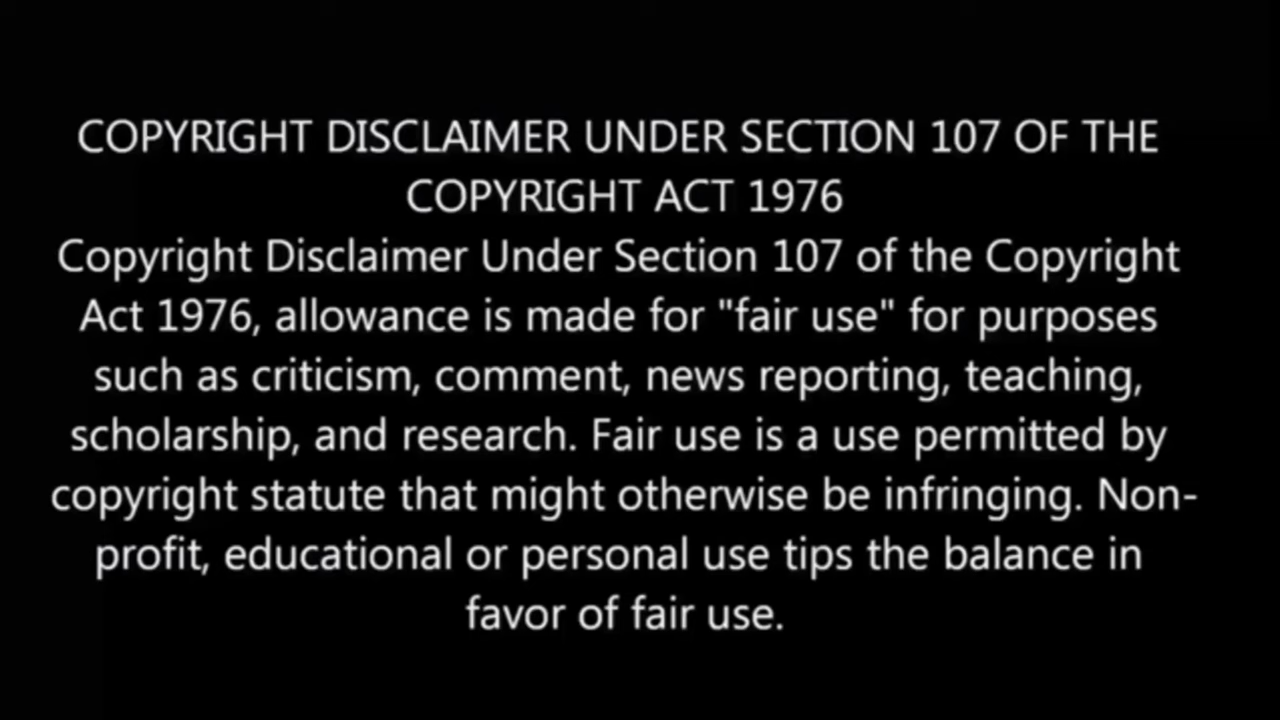 COPYRIGHT DISCLAIMER UNDER SECTION 107 OF THE
COPYRIGHT ACT 1976
Copyright Disclaimer Under Section 107 of the Copyright
Act 1976, allowance is made for "fair use" for purposes
such as criticism, comment, news reporting, teaching,
scholarship, and research. Fair use is a use permitted by
copyright statute that might otherwise be infringing. Non-
profit, educational or personal use tips the balance in
favor of fair use.